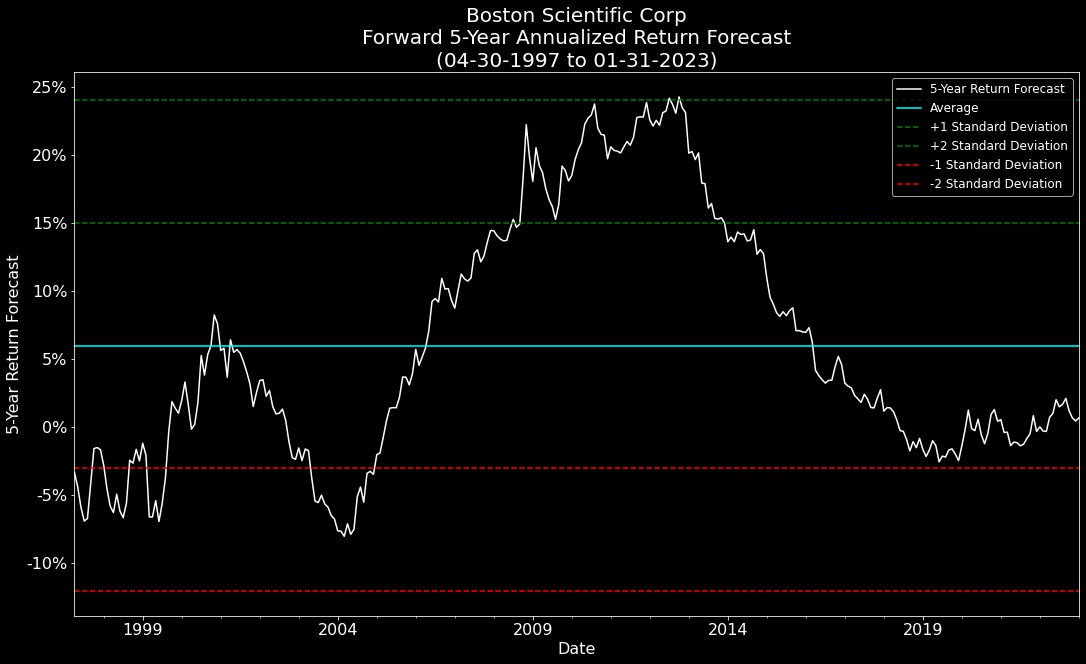 Boston Scientific Corp
Forward 5-Year Annualized Return Forecast
(04-30-1997 to 01-31-2023)
25%
20%
15%
10%
5%
0%
-5%
-10%
5-Year Return Forecast
5-Year Return Forecast
Average
+1 Standard Deviation
+2 Standard Deviation
-1 Standard Deviation
-2 Standard Deviation
1999
2004
2009
2014
2019
Date